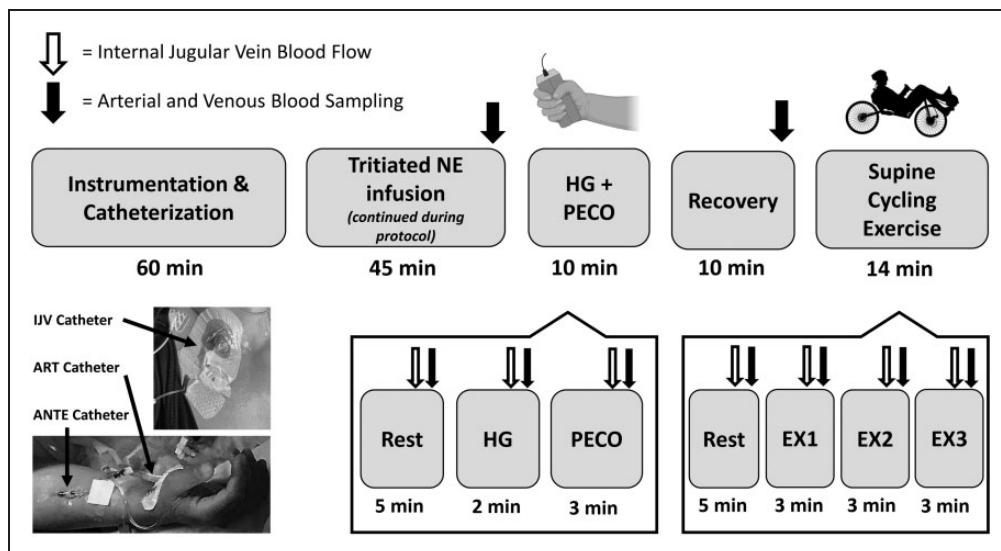 = Internal Jugular Vein Blood Flow
= Arterial and Venous Blood Sampling
Instrumentation &
Catheterization
60 min
Tritiated NE
infusion
(continued during
protocol)
45 min
HG +
PECO
10 min
Recovery
10 min
Supine
Cycling
Exercise
14 min
IJV Catheter
ART Catheter
ANTE Catheter
Rest
5 min
HG
2 min
PECO
3 min
Rest
5 min
EX1
3 min
EX2
3 min
EX3
3 min